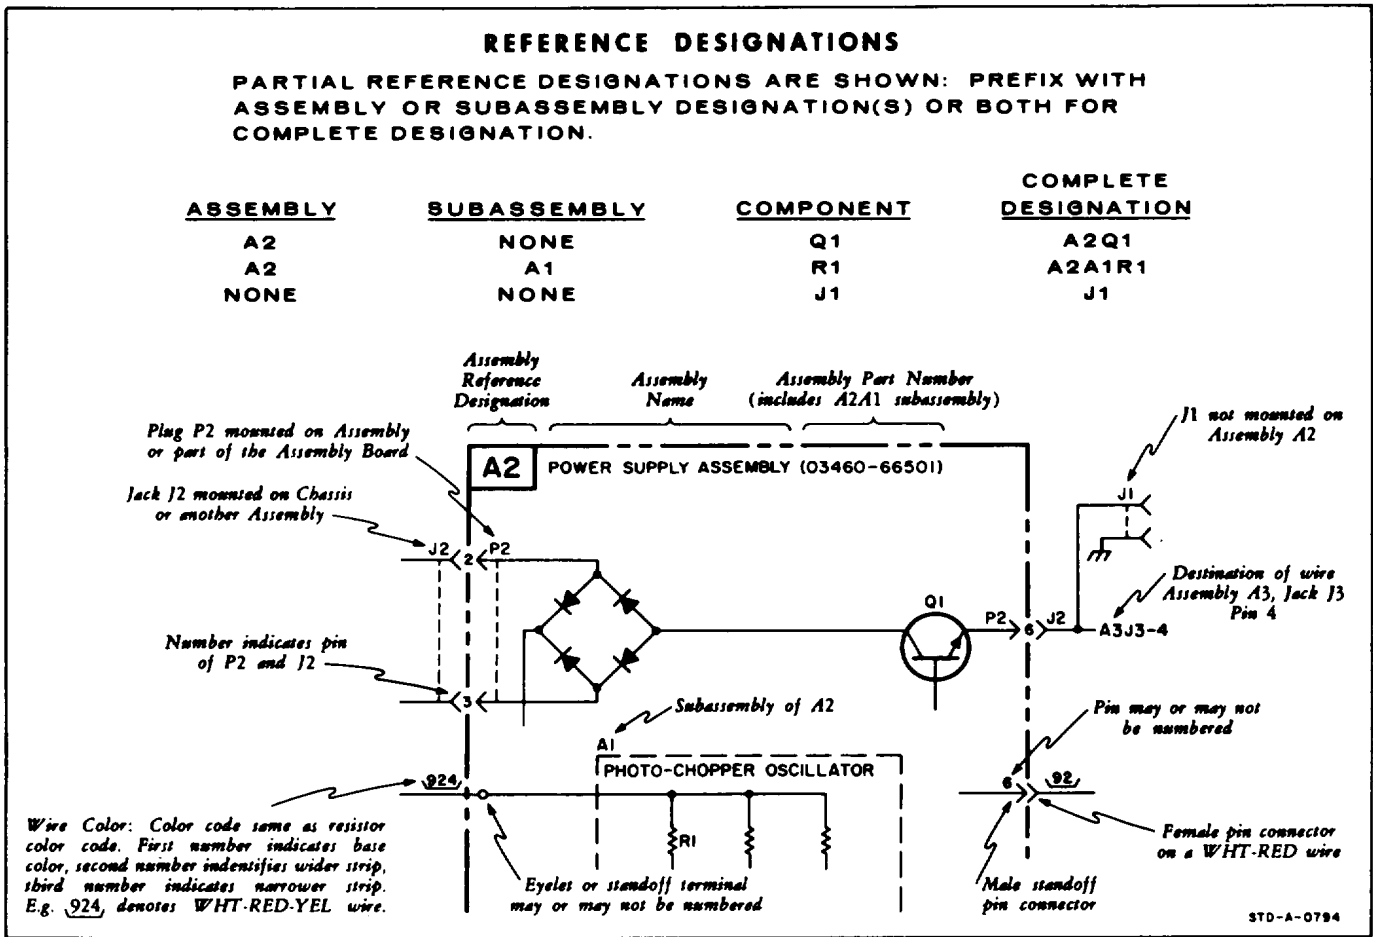 REFERENCE DESIGNATIONS
PARTIAL REFERENCE DESIGNATIONS ARE SHOWN: PREFIX WITH
ASSEMBLY OR SUBASSEMBLY DESIGNATION(S) OR BOTH FOR
COMPLETE DESIGNATION.
ASSEMBLY SUBASSEMBLY COMPONENT COMPLETE DESIGNATION
A2 NONE Q1 A2Q1
A2 A1 R1 A2A1R1
NONE NONE J1 J1
Assembly
Reference
Designation
Assembly
Name
Assembly Part Number
(includes A2A1 subassembly)
J1 not mounted on
Assembly A2
Plug P2 mounted on Assembly
or part of the Assembly Board
A2 POWER SUPPLY ASSEMBLY (03460-66501)
Jack J2 mounted on Chassis
or another Assembly
J1
J2 2 P2
Destination of wire
Assembly A3, Jack J3
Pin 4
Q1
P2 6 J2 A3J3-4
Number indicates pin
of P2 and J2
3
Subassembly of A2
Pin may or may not
be numbered
A1
PHOTO-CHOPPER OSCILLATOR
924
6 92
R1
Wire Color: Color code same as resistor
color code. First number indicates base
color, second number indentifies wider strip,
third number indicates narrower strip.
E.g. 924, denotes WHT-RED-YEL wire.
Eyelet or standoff terminal
may or may not be numbered
Male standoff
pin connector
Female pin connector
on a WHT-RED wire
STD-A-0794